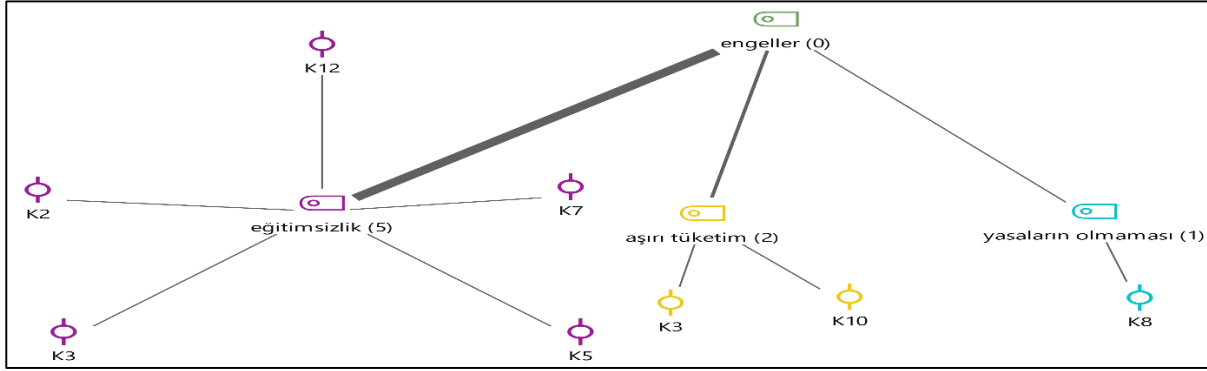 engeller (0)
K12
K2
K7
eğitimsizlik (5)
aşırı tüketim (2)
yasaların olmaması (1)
K3
K5
K3
K10
K8